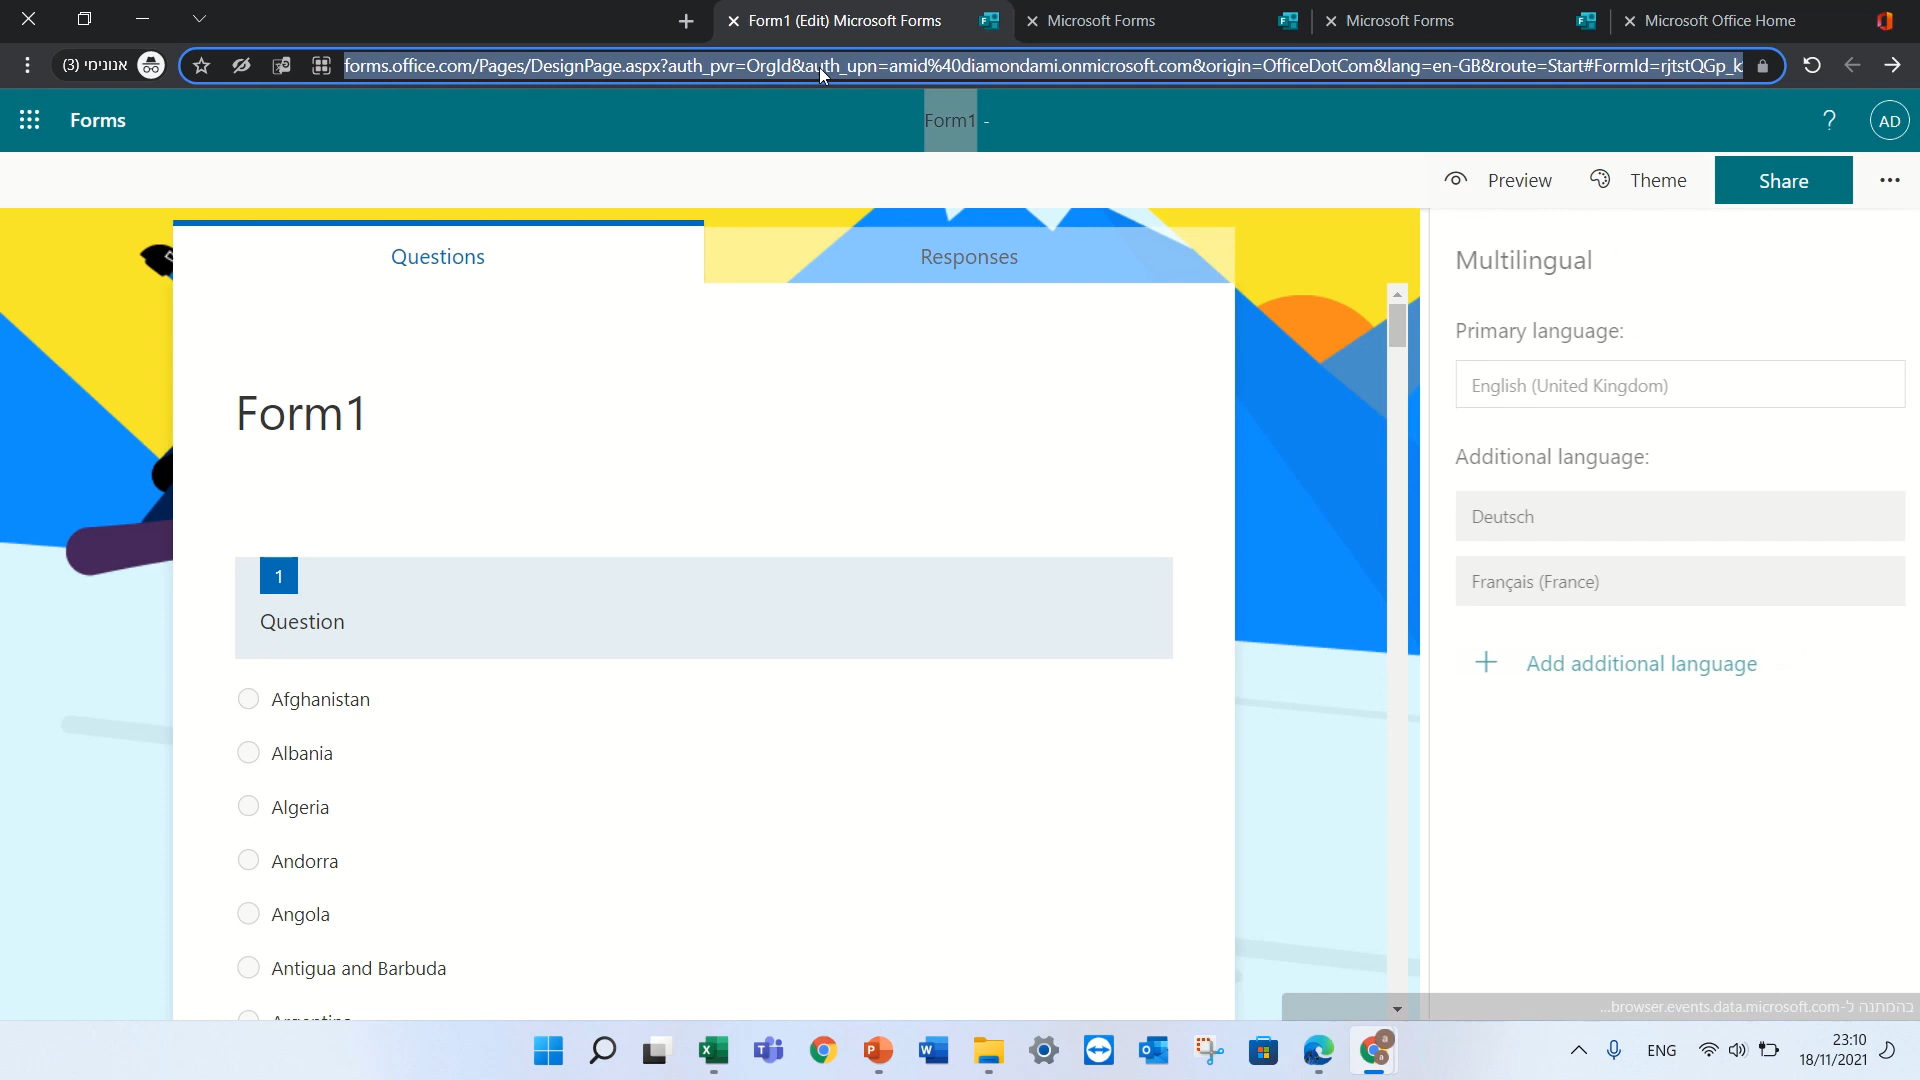 Form1 (Edit) Microsoft Forms
Microsoft Forms
Microsoft Forms
Microsoft Office Home
אנונימי (3)
forms.office.com/Pages/DesignPage.aspx?auth_pvr=OrgId&auth_upn=amid%40diamondami.onmicrosoft.com&origin=OfficeDotCom&lang=en-GB&route=Start#FormId=rjtstQGp_k
Forms
Form1 -
?
AD
Preview
Theme
Share
Questions
Responses
Form1
1
Question
Afghanistan
Albania
Algeria
Andorra
Angola
Antigua and Barbuda
Argentina
Multilingual
Primary language:
English (United Kingdom)
Additional language:
Deutsch
Français (France)
+ Add additional language
בהמתנה ל-browser.events.data.microsoft.com...
ENG
23:10
18/11/2021